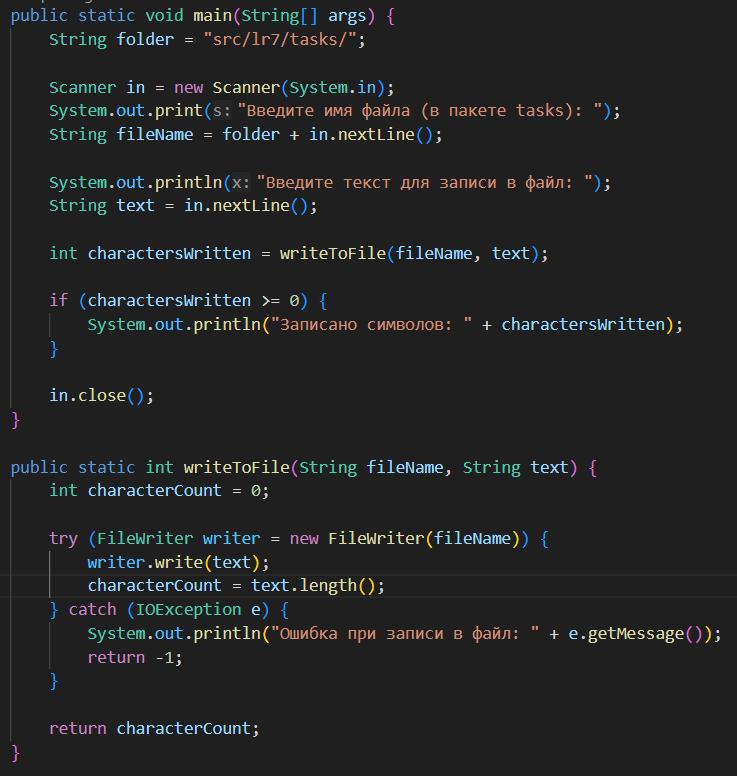 public static void main(String[] args) {
String folder = "src/lr7/tasks/";
Scanner in = new Scanner(System.in);
System.out.print(s: "Введите имя файла (в пакете tasks): ");
String fileName = folder + in.nextLine();
System.out.println(x: "Введите текст для записи в файл: ");
String text = in.nextLine();
int charactersWritten = writeToFile(fileName, text);
if (charactersWritten >= 0) {
System.out.println("Записано символов: " + charactersWritten);
}
in.close();
}
public static int writeToFile(String fileName, String text) {
int characterCount = 0;
try (FileWriter writer = new FileWriter(fileName)) {
writer.write(text);
characterCount = text.length();
} catch (IOException e) {
System.out.println("Ошибка при записи в файл: " + e.getMessage());
return -1;
}
return characterCount;
}